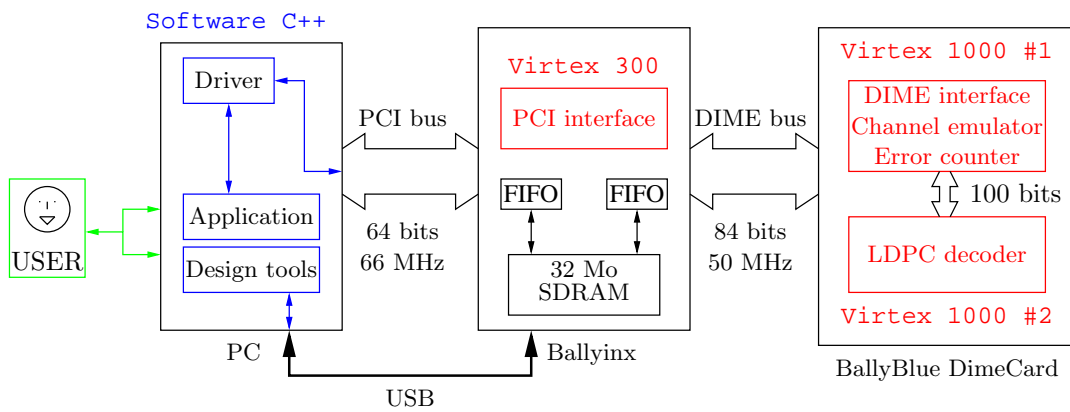 Software C++
Driver
Application
Design tools
USER
PC
USB
PCI bus
64 bits
66 MHz
Virtex 300
PCI interface
FIFO
FIFO
32 Mo
SDRAM
Ballyinx
DIME bus
84 bits
50 MHz
Virtex 1000 #1
DIME interface
Channel emulator
Error counter
100 bits
LDPC decoder
Virtex 1000 #2
BallyBlue DimeCard